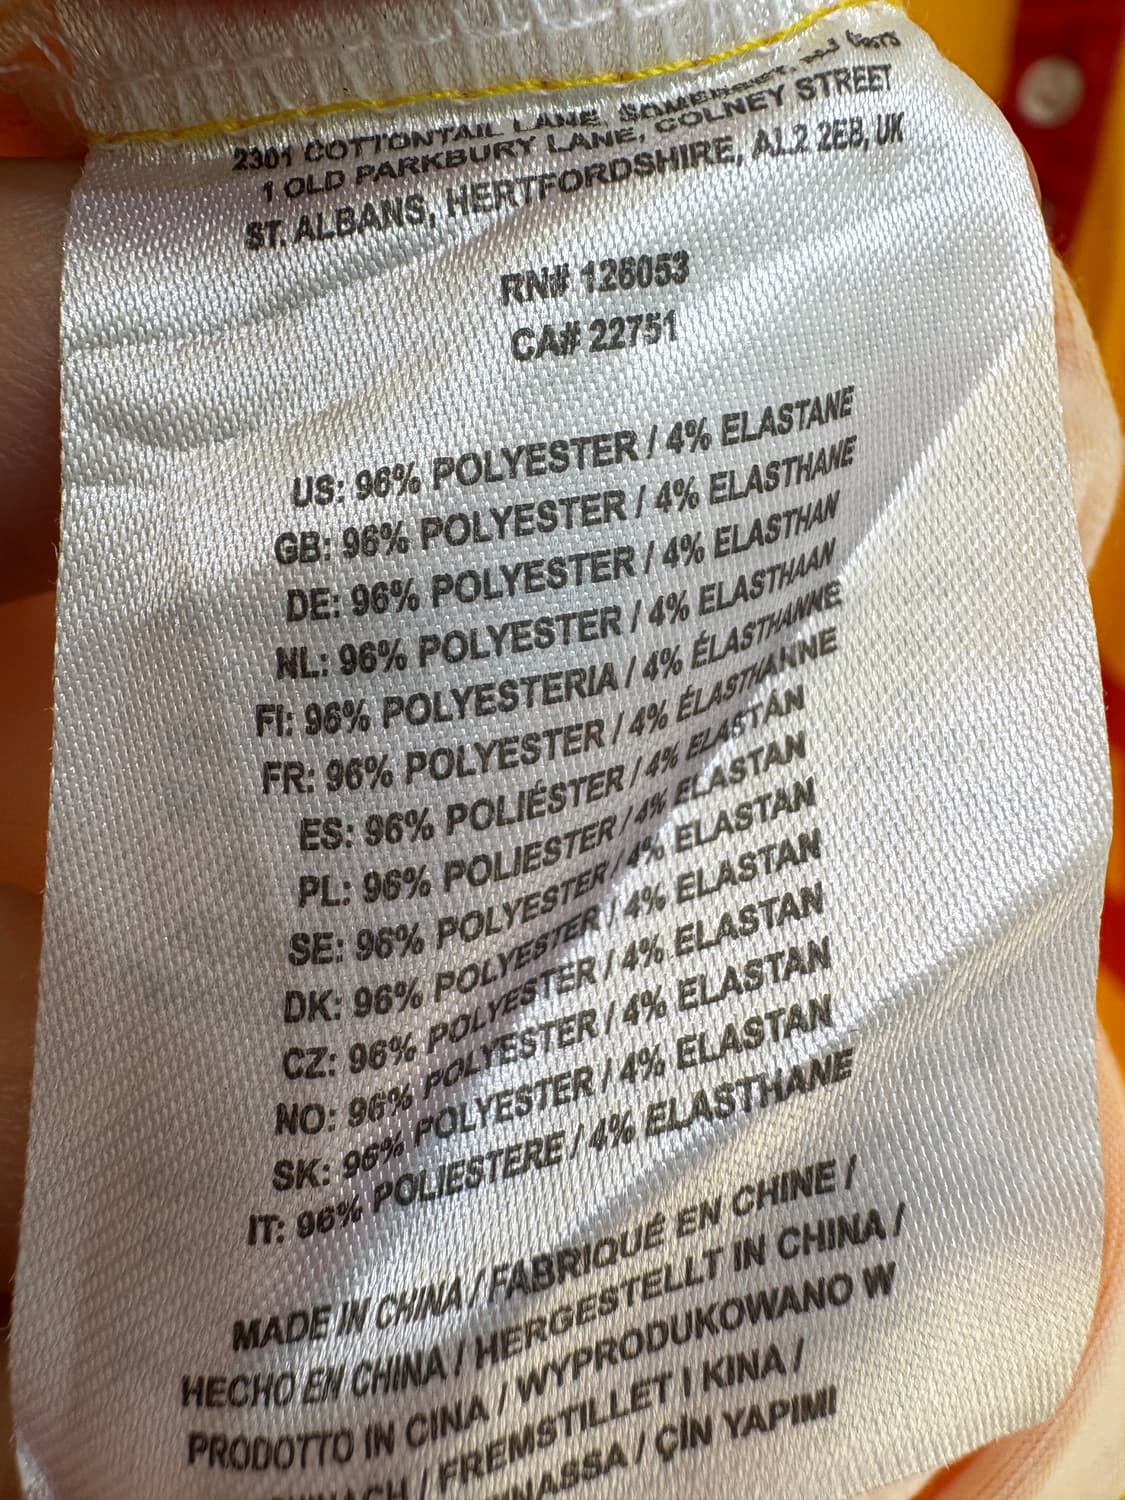 2301 COTTONTAIL LANE, SOMERSET,
1 OLD PARKBURY LANE, COLNEY STREET
ST. ALBANS, HERTFORDSHIRE, AL2 2EB, UK
RN# 126053
CA# 22751
US: 96% POLYESTER / 4% ELASTANE
GB: 96% POLYESTER / 4% ELASTHANE
DE: 96% POLYESTER / 4% ELASTHAN
NL: 96% POLYESTER / 4% ELASTHAAN
FI: 96% POLYESTERIA / 4% ÉLASTHANNE
FR: 96% POLYESTER / 4% ÉLASTHANNE
ES: 96% POLIÉSTER / 4% ELASTÁN
PL: 96% POLIESTER / 4% ELASTAN
SE: 96% POLYESTER / 4% ELASTAN
DK: 96% POLYESTER / 4% ELASTAN
CZ: 96% POLYESTER / 4% ELASTAN
NO: 96% POLYESTER / 4% ELASTAN
SK: 96% POLYESTER / 4% ELASTAN
IT: 96% POLIESTERE / 4% ELASTHANE
MADE IN CHINA / FABRIQUÉ EN CHINE /
HECHO EN CHINA / HERGESTELLT IN CHINA /
PRODOTTO IN CINA / WYPRODUKOWANO W
/ FREMSTILLET I KINA /
/ ÇİN YAPIMI